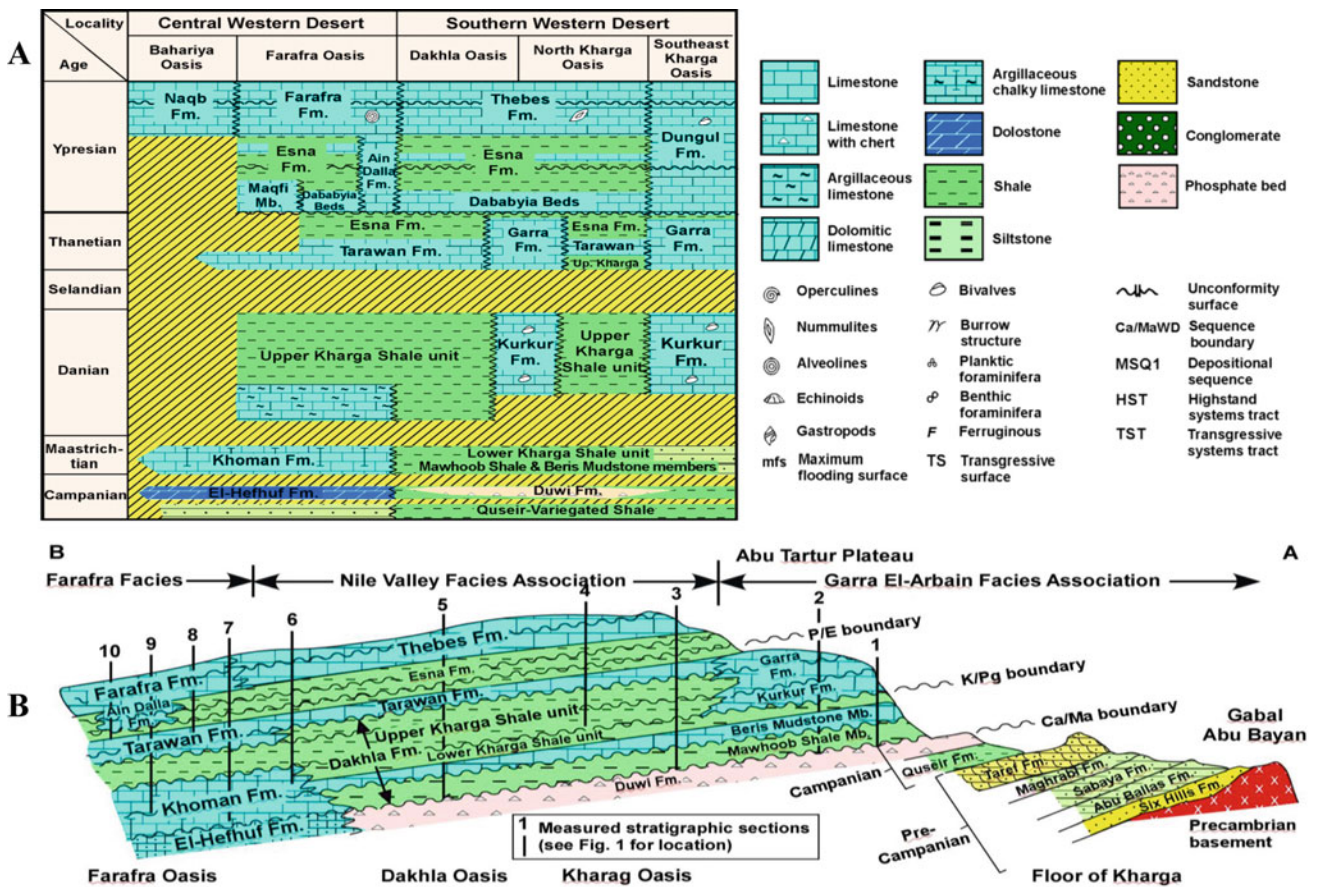 A
Locality
Age
Central Western Desert
Southern Western Desert
Bahariya
Oasis
Farafra Oasis
Dakhla Oasis
North Kharga
Oasis
Southeast
Kharga
Oasis
Ypresian
Thanetian
Selandian
Danian
Maastrich-
tian
Campanian
Naqb
Fm.
Farafra
Fm.
Thebes
Fm.
Dungul
Fm.
Esna
Fm.
Ain
Dalla
Fm.
Esna
Fm.
Maqfi
Mb.
Dababyia
Beds
Dababyia Beds
Esna Fm.
Tarawan Fm.
Garra
Fm.
Esna Fm.
Tarawan
Up. Kharga
Garra
Fm.
Upper Kharga Shale unit
Kurkur
Fm.
Upper
Kharga
Shale unit
Kurkur
Fm.
Khoman Fm.
Lower Kharga Shale unit
Mawhoob Shale & Beris Mudstone members
El-Hefhuf Fm.
Duwi Fm.
Quseir-Variegated Shale
Limestone
Limestone
with chert
Argillaceous
limestone
Dolomitic
limestone
Argillaceous
chalky limestone
Dolostone
Shale
Siltstone
Sandstone
Conglomerate
Phosphate bed
Operculines
Nummulites
Alveolines
Echinoids
Gastropods
mfs Maximum
flooding surface
Bivalves
Burrow
structure
Planktic
foraminifera
Benthic
foraminifera
F Ferruginous
TS Transgressive
surface
Unconformity
surface
Ca/MaWD Sequence
boundary
MSQ1 Depositional
sequence
HST Highstand
systems tract
TST Transgressive
systems tract
B
B
A
Abu Tartur Plateau
Farafra Facies
Nile Valley Facies Association
Garra El-Arbain Facies Association
10
9
8
7
6
5
4
3
2
1
P/E boundary
K/Pg boundary
Ca/Ma boundary
Gabal
Abu Bayan
Thebes Fm.
Farafra Fm.
Esna Fm.
Ain Dalla
Fm.
Tarawan Fm.
Tarawan Fm.
Garra
Fm.
Kurkur Fm.
Upper Kharga Shale unit
Dakhla Fm.
Lower Kharga Shale unit
Beris Mudstone Mb.
Mawhoob Shale Mb.
Khoman Fm.
Duwi Fm.
El-Hefhuf Fm.
Campanian
Quseir Fm.
Taref Fm.
Maghrabi Fm.
Sabaya Fm.
Abu Ballas Fm.
Six Hills Fm.
Pre-
Campanian
Precambrian
basement
1 Measured stratigraphic sections
(see Fig. 1 for location)
Farafra Oasis
Dakhla Oasis
Kharag Oasis
Floor of Kharga